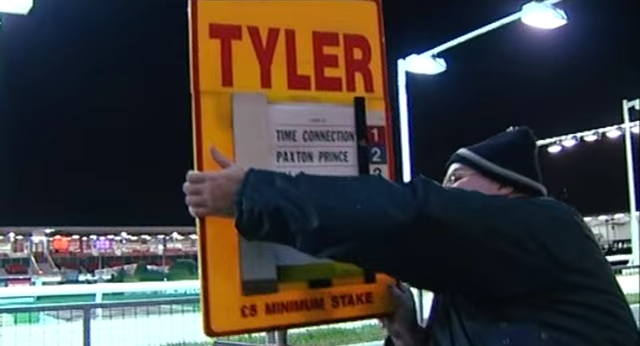 TYLER
TIME CONNECTION 1
PAXTON PRINCE 2
£5 MINIMUM STAKE